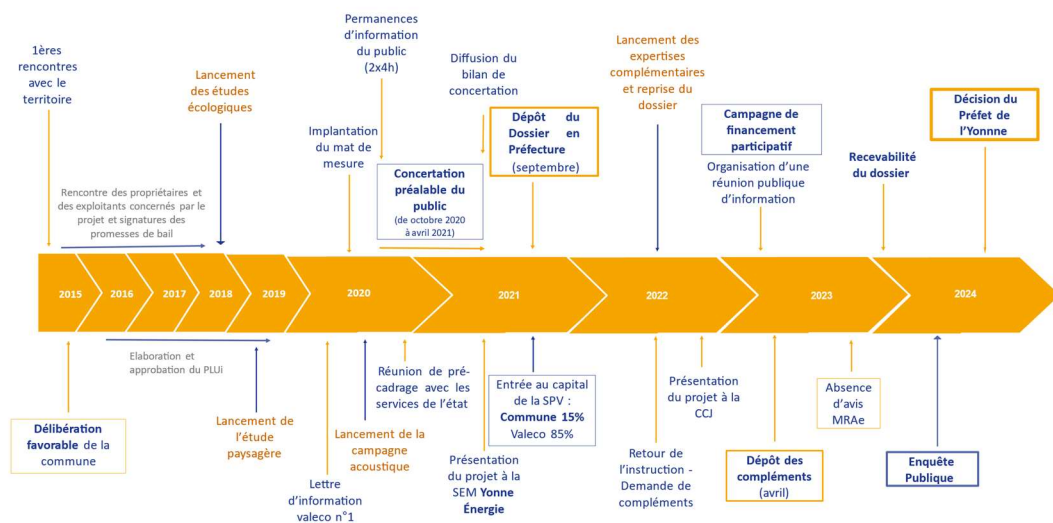 1ères
rencontres
avec le
territoire
Lancement
des études
écologiques
Permanences
d'information
du public
(2x4h)
Implantation
du mat de
mesure
Diffusion du
bilan de
concertation
Concertation
préalable du
public
(de octobre 2020
à avril 2021)
Dépôt du
Dossier en
Préfecture
(septembre)
Lancement des
expertises
complémentaires
et reprise du
dossier
Campagne de
financement
participatif
Organisation d'une
réunion publique
d'information
Recevabilité
du dossier
Décision du
Préfet de
l'Yonnne
Rencontre des propriétaires et
des exploitants concernés par le
projet et signatures des
promesses de bail
2015
2016
2017
2018
2019
2020
2021
2022
2023
2024
Elaboration et
approbation du PLUi
Délibération
favorable de la
commune
Lancement de
l'étude
paysagère
Lettre
d'information
valeco n°1
Lancement de la
campagne
acoustique
Réunion de pré-
cadrage avec les
services de l'état
Présentation
du projet à la
SEM Yonne
Énergie
Entrée au capital
de la SPV :
Commune 15%
Valeco 85%
Retour de
l'instruction -
Demande de
compléments
Présentation
du projet à la
CCJ
Dépôt des
compléments
(avril)
Absence
d'avis
MRAe
Enquête
Publique